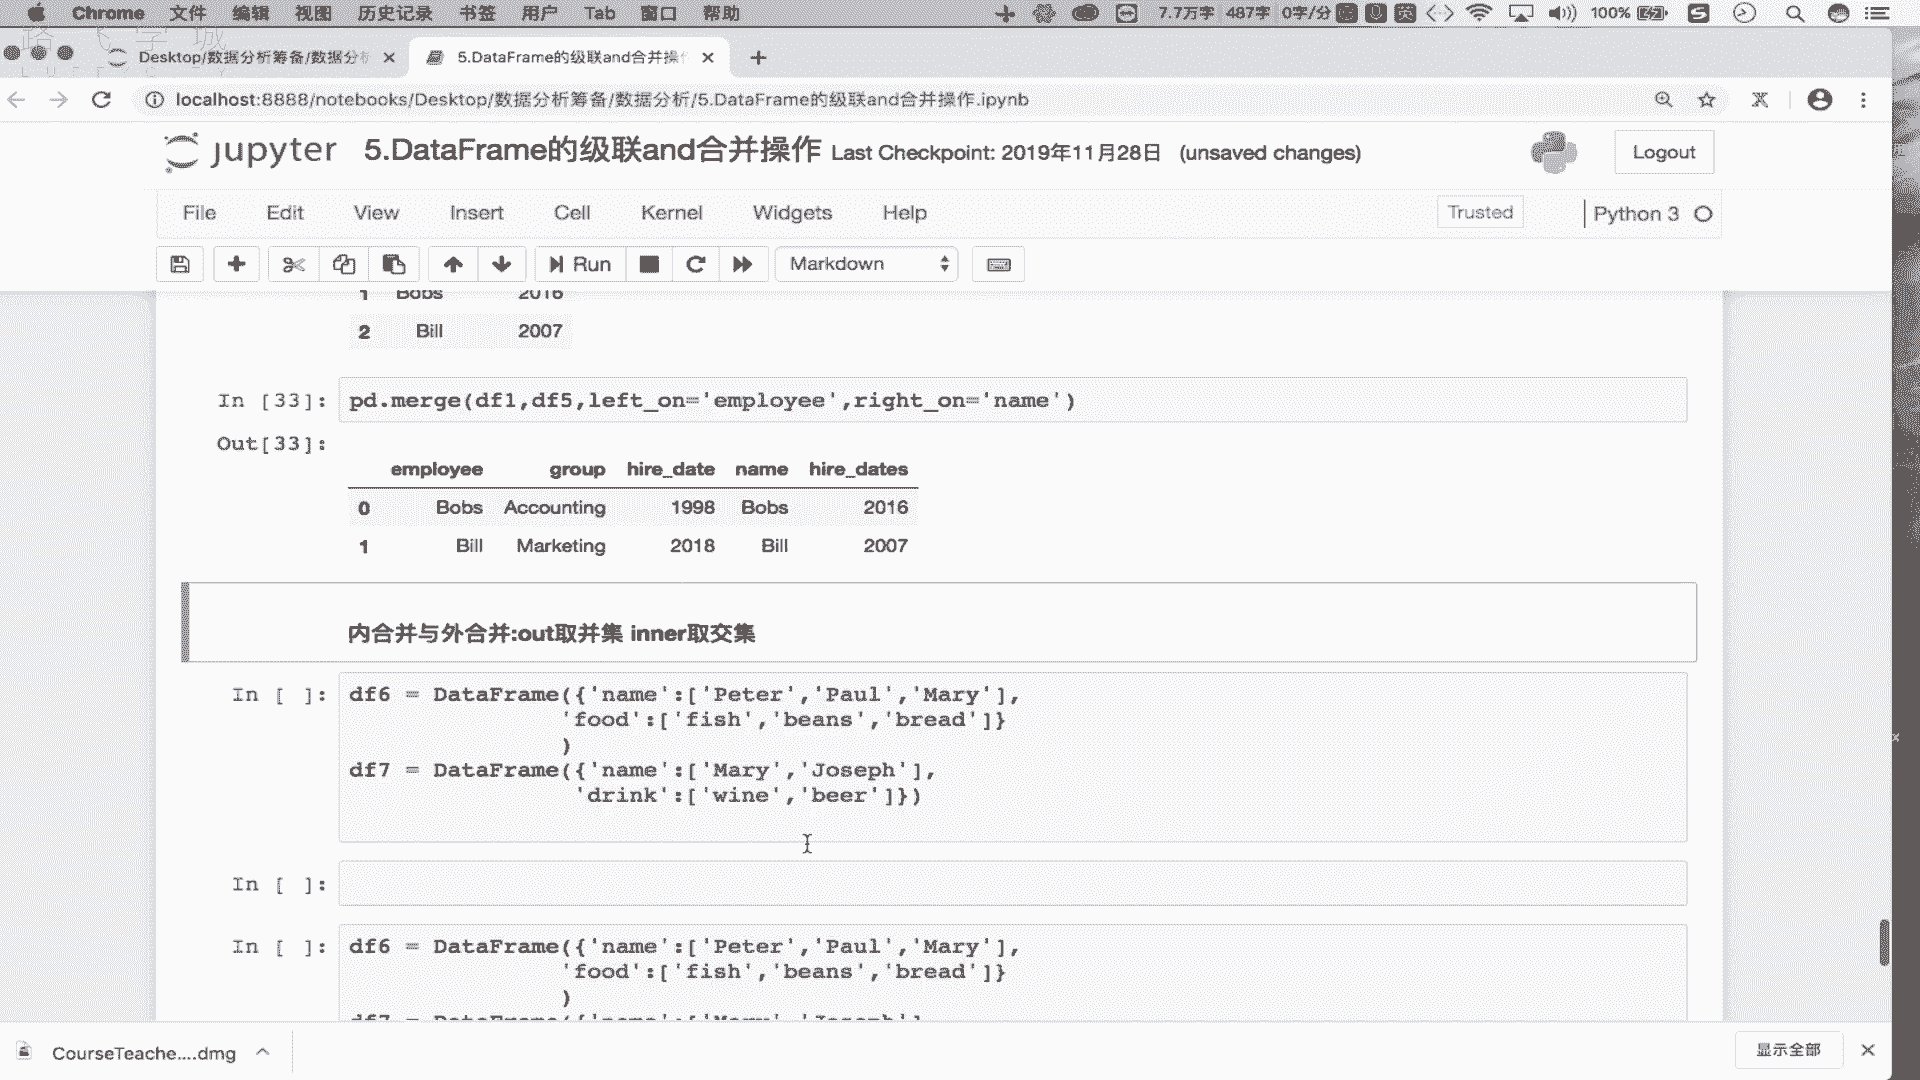 Chrome 文件 编辑 视图 历史记录 书签 用户 Tab 窗口 帮助 7.7万字 487字 0字/分 英 100%
路飞学城
Desktop/数据分析筹备/数据分析
5.DataFrame的级联and合并操作
localhost:8888/notebooks/Desktop/数据分析筹备/数据分析/5.DataFrame的级联and合并操作.ipynb
jupyter 5.DataFrame的级联and合并操作 Last Checkpoint: 2019年11月28日 (unsaved changes)
Logout
File Edit View Insert Cell Kernel Widgets Help Trusted Python 3
Run Markdown
1 Bobs 2016
2 Bill 2007
In [33]: pd.merge(df1,df5,left_on='employee',right_on='name')
Out[33]:
employee group hire_date name hire_dates
0 Bobs Accounting 1998 Bobs 2016
1 Bill Marketing 2018 Bill 2007
内合并与外合并:out取并集 inner取交集
In [ ]: df6 = DataFrame({'name':['Peter','Paul','Mary'],
'food':['fish','beans','bread']}
)
df7 = DataFrame({'name':['Mary','Joseph'],
'drink':['wine','beer']})
In [ ]:
In [ ]: df6 = DataFrame({'name':['Peter','Paul','Mary'],
'food':['fish','beans','bread']}
)
df7 = DataFrame({'name':['Mary','Joseph'],
CourseTeache....dmg
显示全部